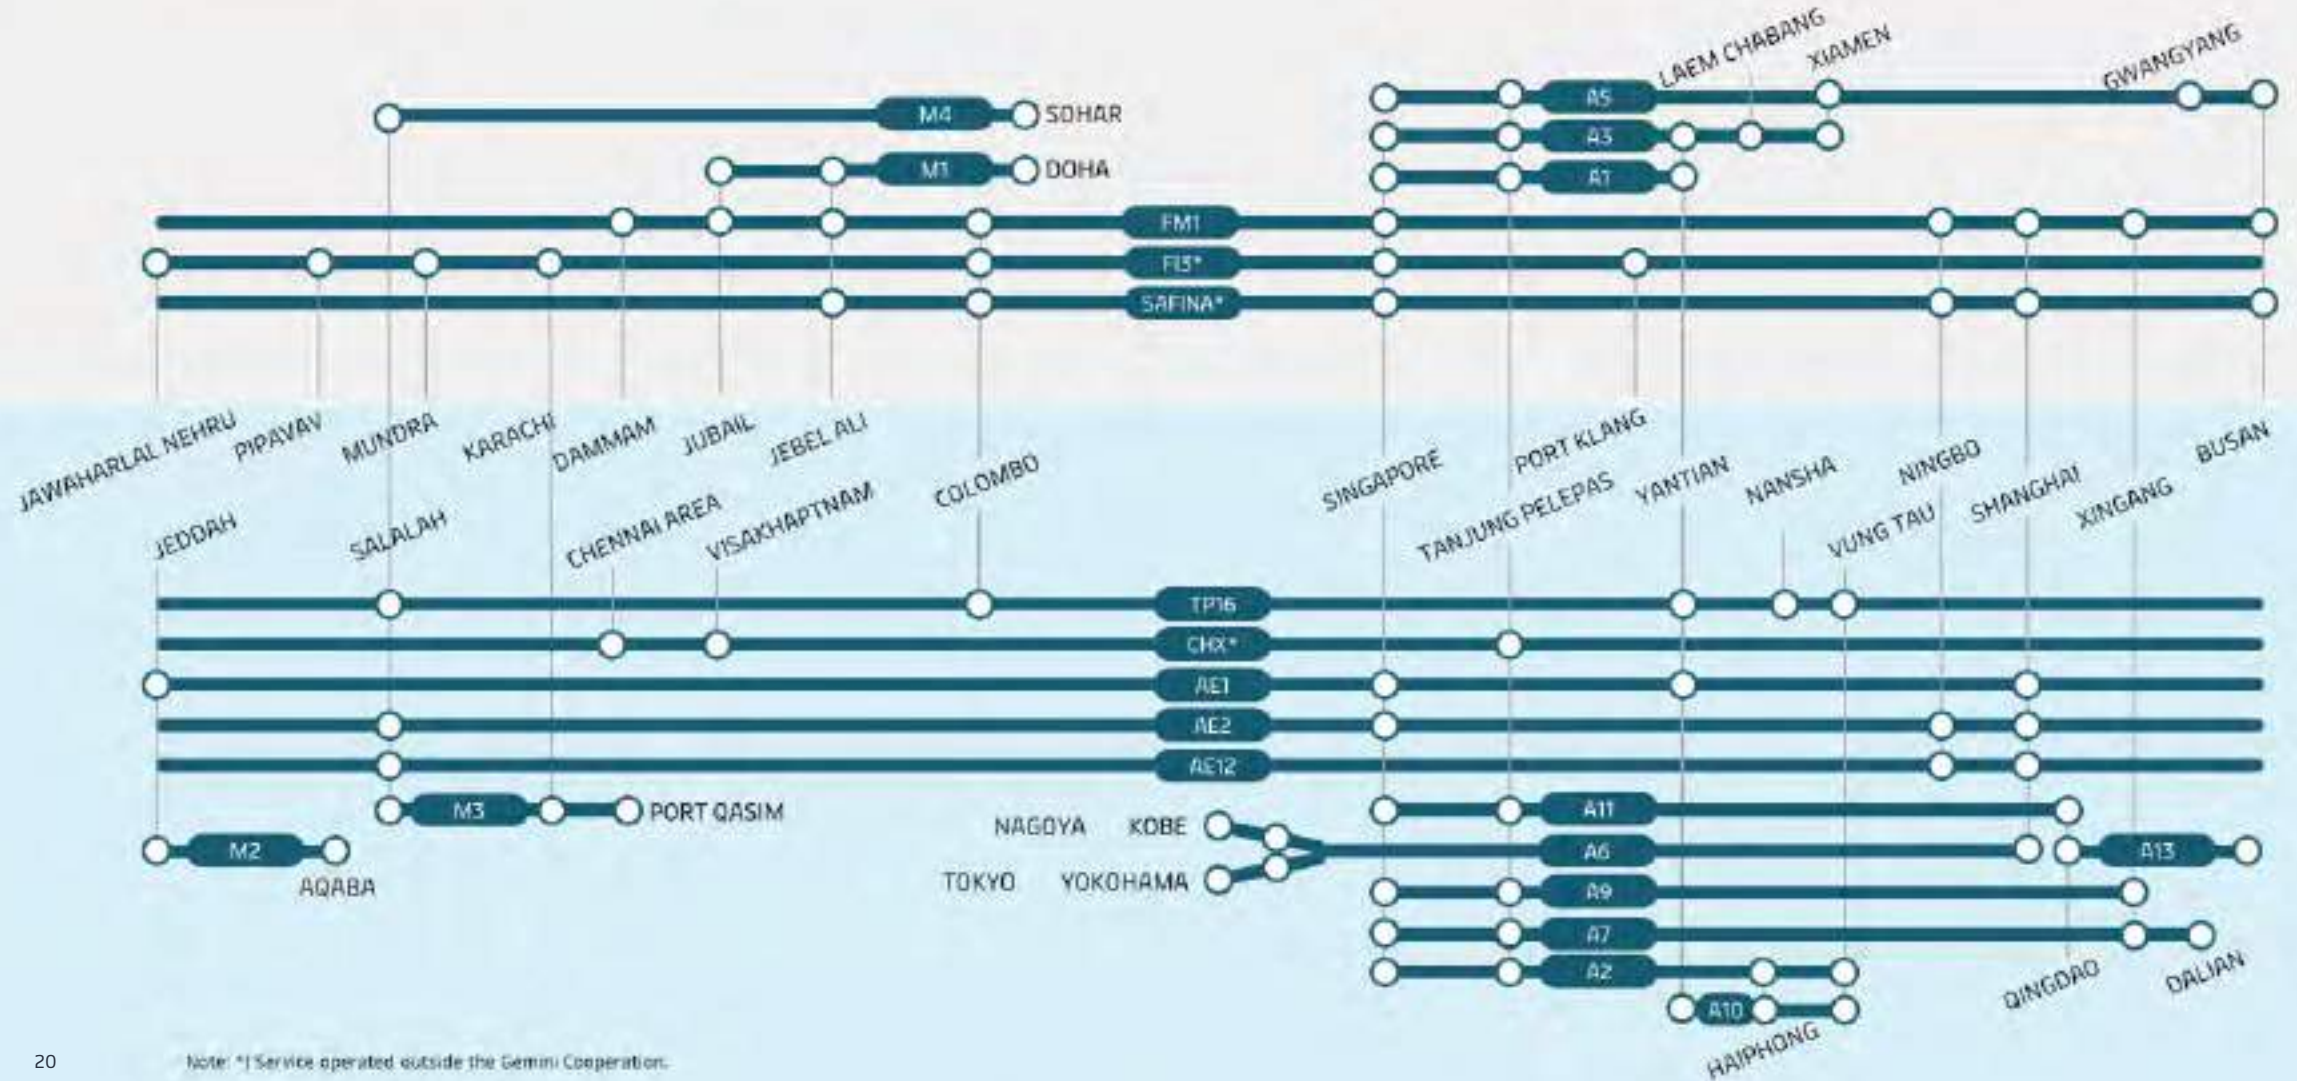 LAEM CHABANG
XIAMEN
GWANGYANG
A5
M4
SOHAR
A3
M1
DOHA
A1
FM1
FI3*
SAFINA*
JAWAHARLAL NEHRU
PIPAVAV
MUNDRA
KARACHI
DAMMAM
JUBAIL
JEBEL ALI
COLOMBO
SINGAPORE
PORT KLANG
YANTIAN
NANSHA
NINGBO
SHANGHAI
XINGANG
BUSAN
JEDDAH
SALALAH
CHENNAI AREA
VISAKHAPTNAM
TANJUNG PELEPAS
VUNG TAU
TP16
CHX*
AE1
AE2
AE12
M3
PORT QASIM
A11
NAGOYA KOBE
M2
A6
A13
AQABA
TOKYO YOKOHAMA
A9
A7
A2
QINGDAO
DALIAN
A10
HAIPHONG
20
Note: *) Service operated outside the Gemini Cooperation.